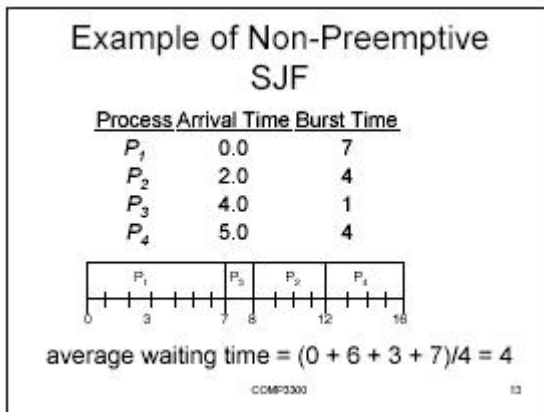 Example of Non-Preemptive
SJF
Process Arrival Time Burst Time
P1 0.0 7
P2 2.0 4
P3 4.0 1
P4 5.0 4
P1 P3 P2 P4
0 3 7 8 12 16
average waiting time = (0 + 6 + 3 + 7)/4 = 4
COMP3300 13